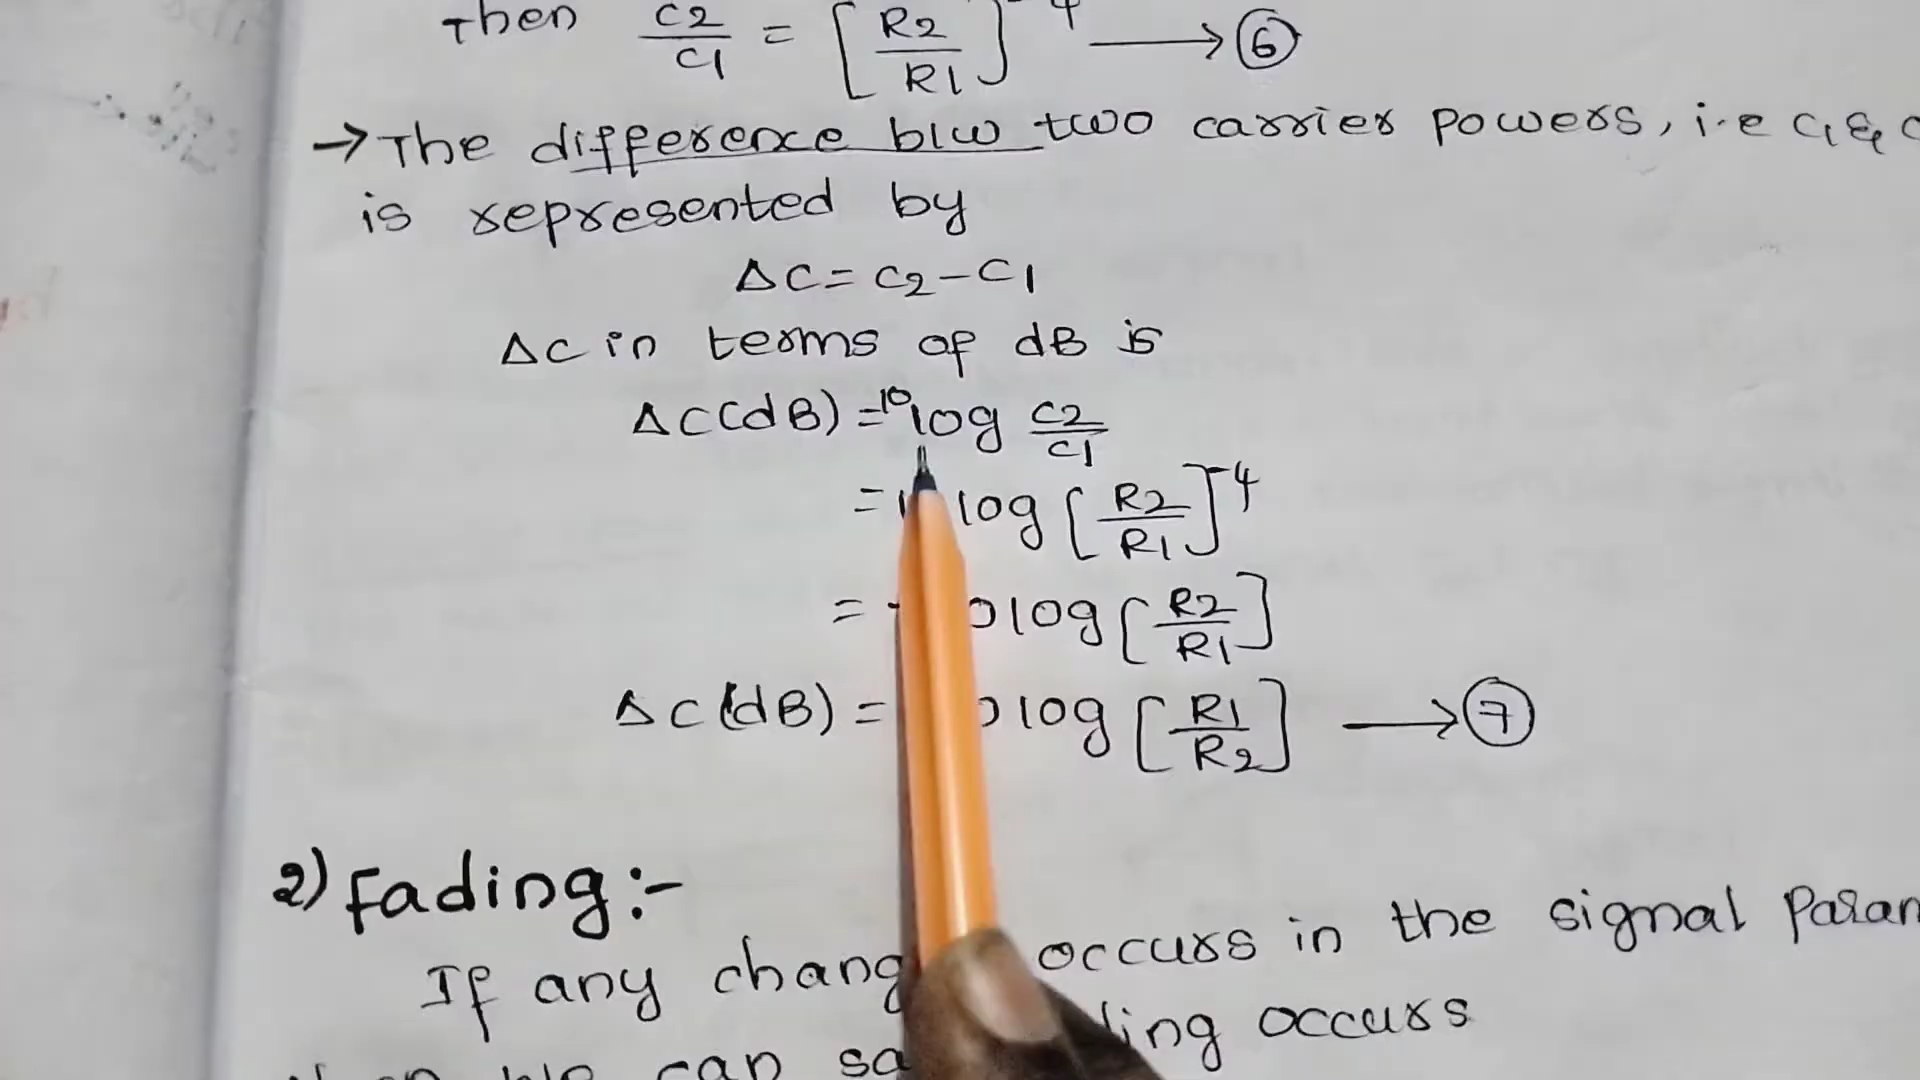 Then C2/C1 = [R2/R1]^-4 → ⑥
→ The difference b/w two carrier powers, i.e C1 &
is represented by
ΔC = C2 - C1
ΔC in terms of dB is
ΔC(dB) = 10 log C2/C1
= log [R2/R1]^-4
= log [R2/R1]
ΔC(dB) = log [R1/R2] → ⑦
2) Fading:-
If any chang occurs in the signal Param
occurs
can